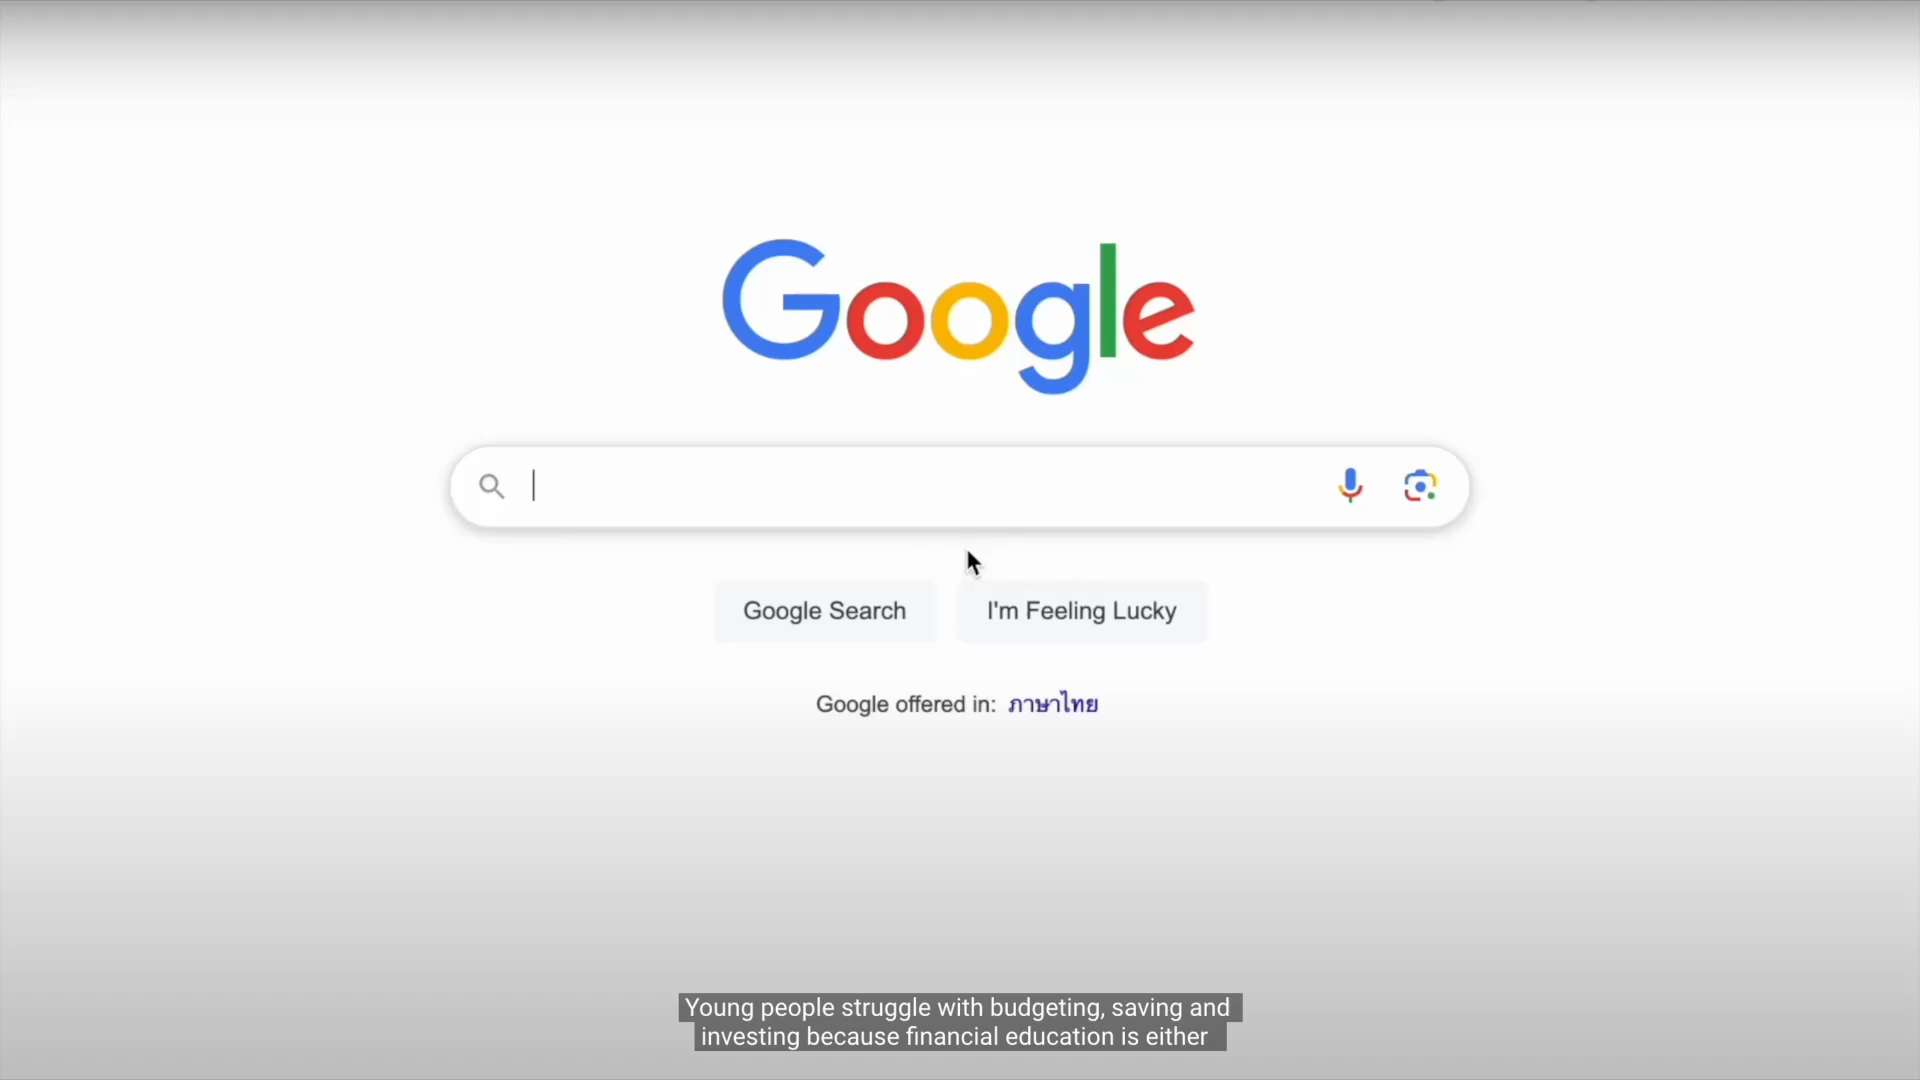 Google
Google Search
I'm Feeling Lucky
Google offered in: ภาษาไทย
Young people struggle with budgeting, saving and
investing because financial education is either